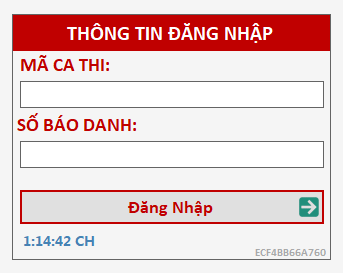 THÔNG TIN ĐĂNG NHẬP
MÃ CA THI:
SỐ BÁO DANH:
Đăng Nhập
1:14:42 CH
ECF4BB66A760